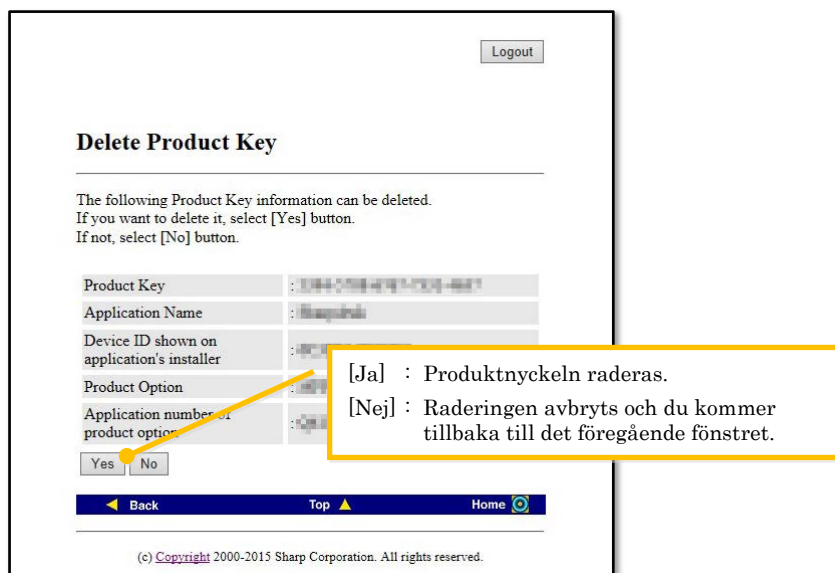 Logout
Delete Product Key
The following Product Key information can be deleted.
If you want to delete it, select [Yes] button.
If not, select [No] button.
Product Key :
Application Name :
Device ID shown on
application's installer :
Product Option :
Application number of
product option :
[Ja] : Produktnyckeln raderas.
[Nej] : Raderingen avbryts och du kommer
tillbaka till det föregående fönstret.
Yes No
Back Top Home
(c) Copyright 2000-2015 Sharp Corporation. All rights reserved.